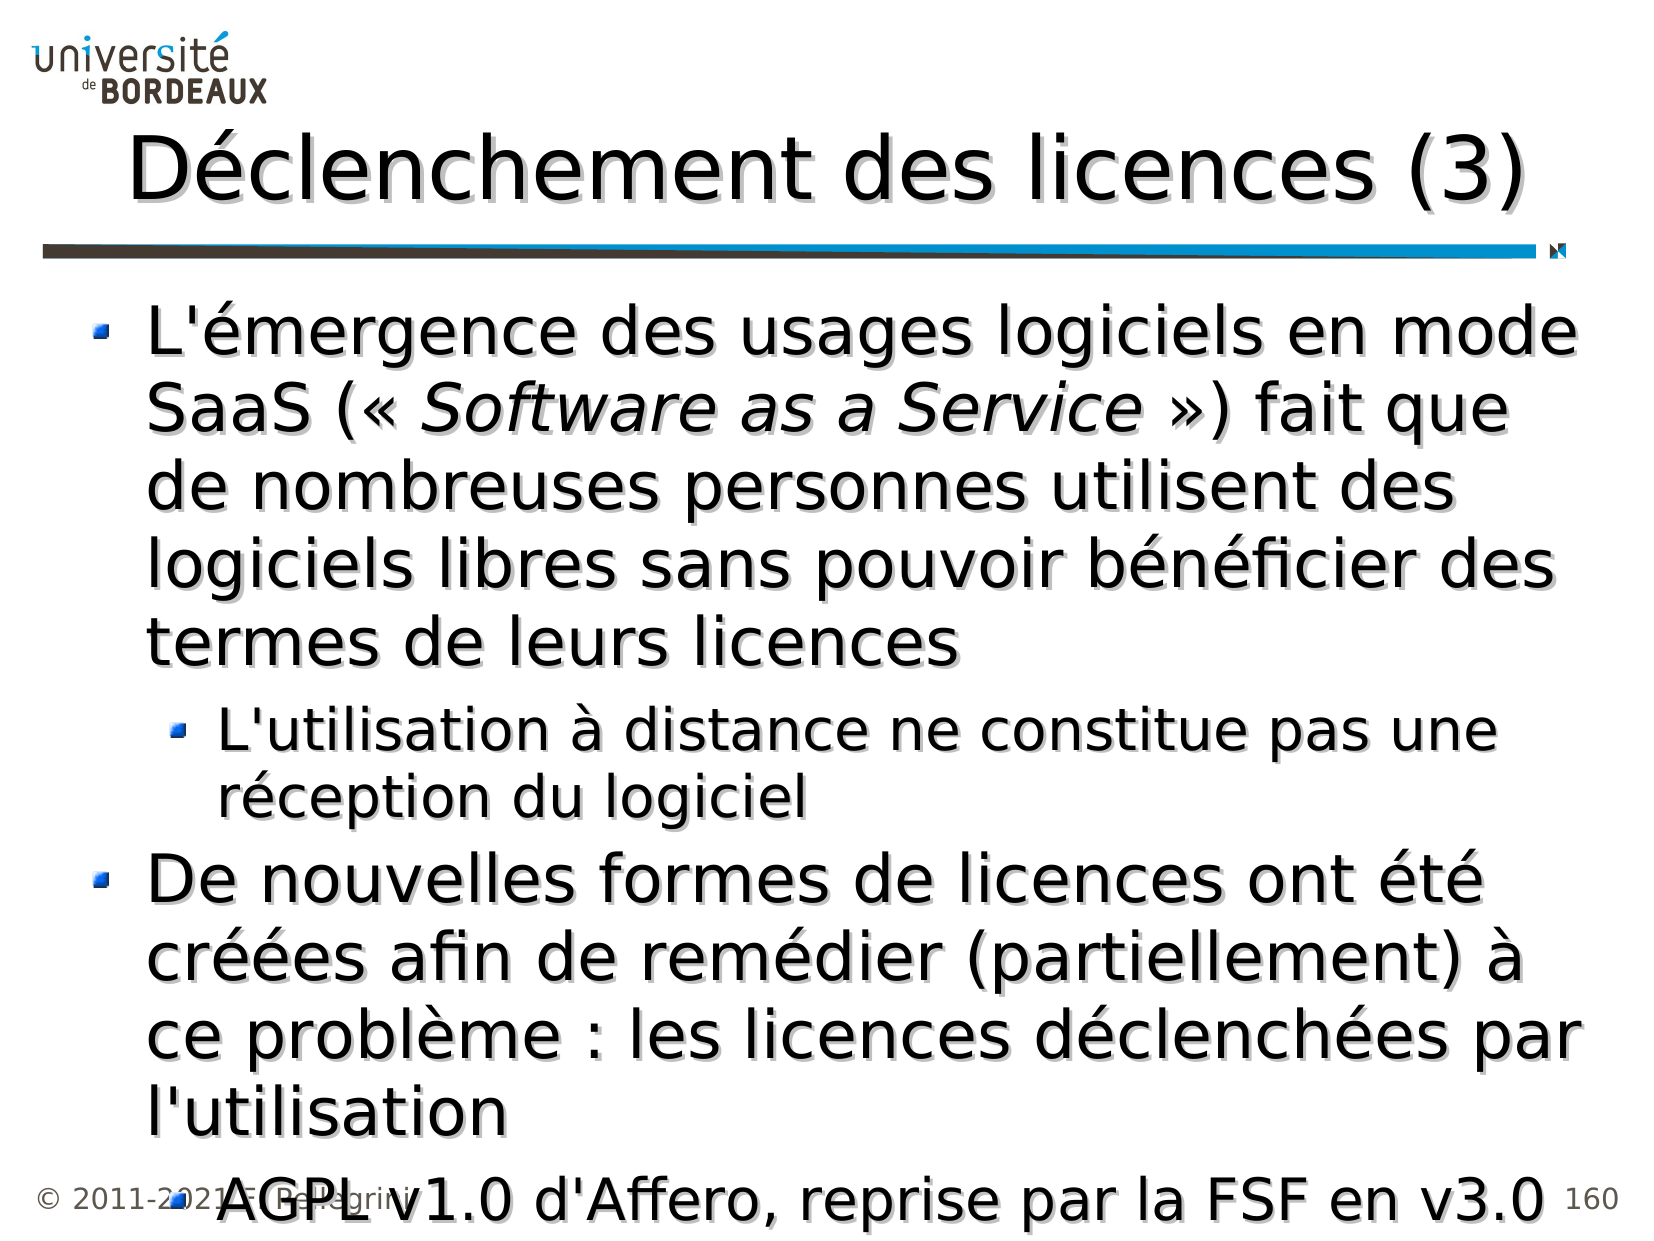 université
de BORDEAUX
Déclenchement des licences (3)
L'émergence des usages logiciels en mode
SaaS (« Software as a Service ») fait que
de nombreuses personnes utilisent des
logiciels libres sans pouvoir bénéficier des
termes de leurs licences
L'utilisation à distance ne constitue pas une
réception du logiciel
De nouvelles formes de licences ont été
créées afin de remédier (partiellement) à
ce problème : les licences déclenchées par
l'utilisation
AGPL v1.0 d'Affero, reprise par la FSF en v3.0
© 2011-2021 F. Pellegrini
160